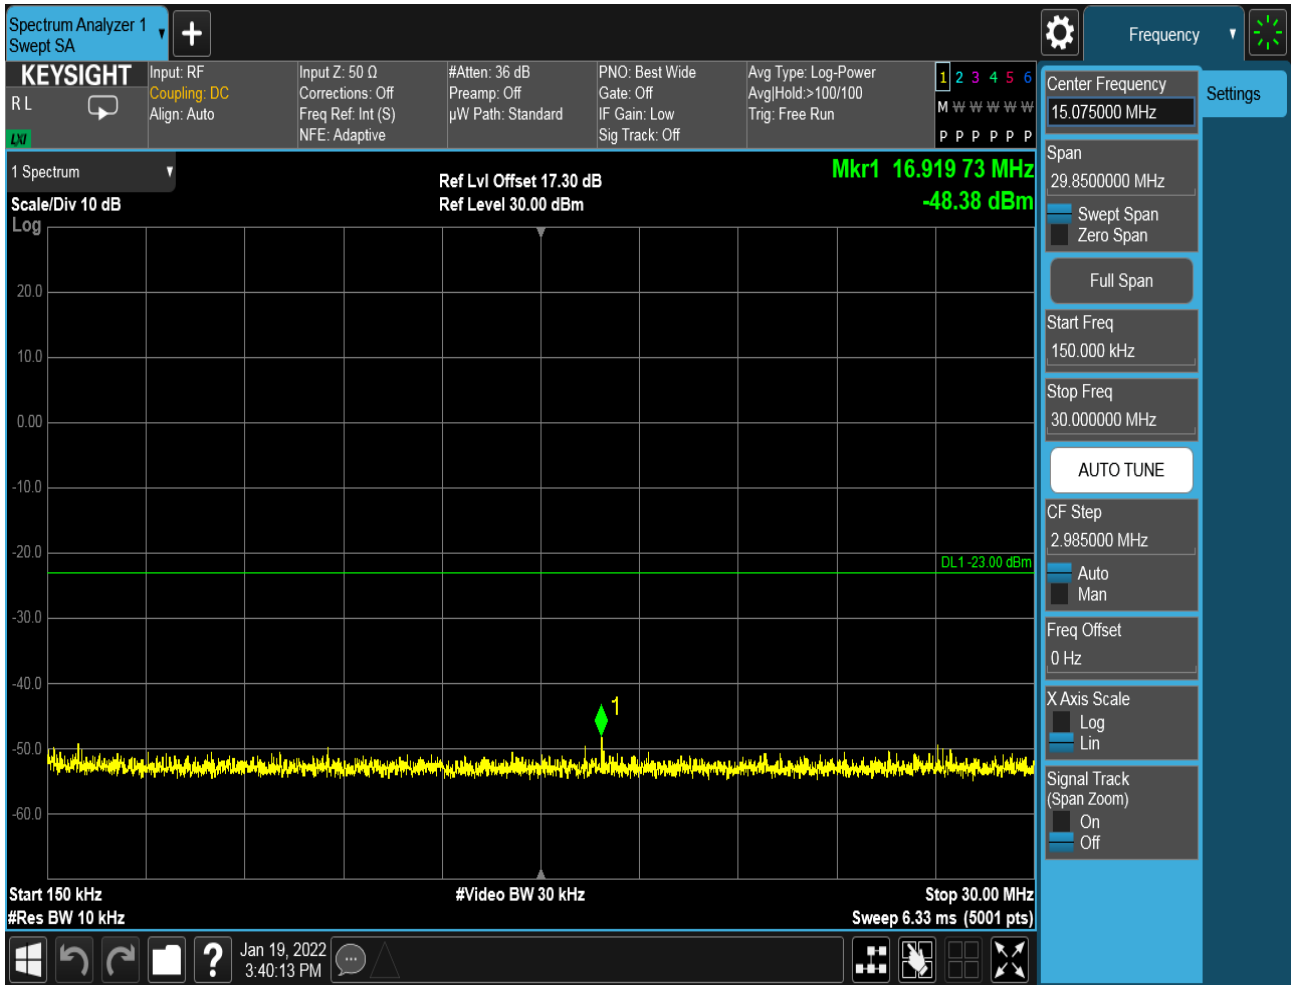 Spectrum Analyzer 1
Swept SA
Frequency
KEYSIGHT
R L
LXI
Input: RF
Coupling: DC
Align: Auto
Input Z: 50 Ω
Corrections: Off
Freq Ref: Int (S)
NFE: Adaptive
#Atten: 36 dB
Preamp: Off
µW Path: Standard
PNO: Best Wide
Gate: Off
IF Gain: Low
Sig Track: Off
Avg Type: Log-Power
Avg|Hold:>100/100
Trig: Free Run
1 2 3 4 5 6
M W W W W W
P P P P P P
1 Spectrum
Scale/Div 10 dB
Log
Ref Lvl Offset 17.30 dB
Ref Level 30.00 dBm
Mkr1 16.919 73 MHz
-48.38 dBm
20.0
10.0
0.00
-10.0
-20.0
DL1 -23.00 dBm
-30.0
-40.0
1
-50.0
-60.0
Start 150 kHz
#Video BW 30 kHz
Stop 30.00 MHz
#Res BW 10 kHz
Sweep 6.33 ms (5001 pts)
Jan 19, 2022
3:40:13 PM
Center Frequency
15.075000 MHz
Settings
Span
29.8500000 MHz
Swept Span
Zero Span
Full Span
Start Freq
150.000 kHz
Stop Freq
30.000000 MHz
AUTO TUNE
CF Step
2.985000 MHz
Auto
Man
Freq Offset
0 Hz
X Axis Scale
Log
Lin
Signal Track
(Span Zoom)
On
Off